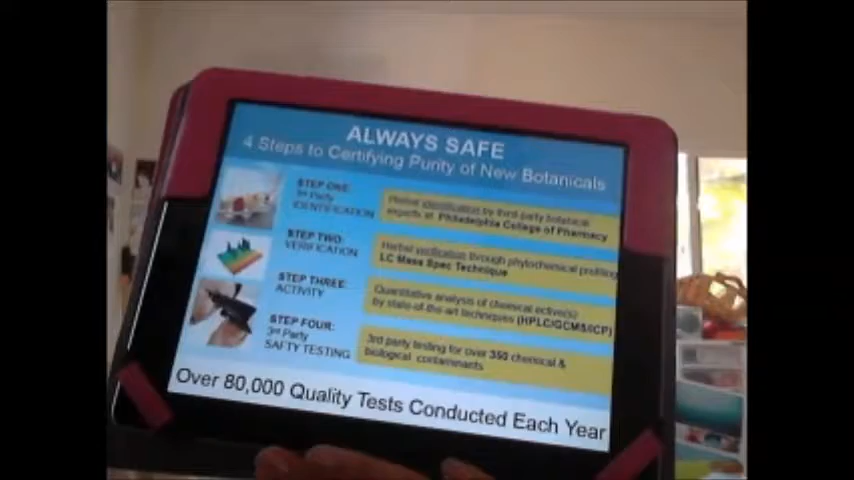 ALWAYS SAFE
4 Steps to Certifying Purity of New Botanicals
STEP ONE:
3rd Party
IDENTIFICATION
Herbal identification by third party botanical
experts at Philadelphia College of Pharmacy
STEP TWO:
VERIFICATION
Herbal verification through phytochemical profiling
LC Mass Spec Technique
STEP THREE:
ACTIVITY
Quantitative analysis of chemical active(s)
by state-of-the-art techniques (HPLC/GCMS/ICP)
STEP FOUR:
3rd Party
SAFTY TESTING
3rd party testing for over 350 chemical &
biological contaminants
Over 80,000 Quality Tests Conducted Each Year